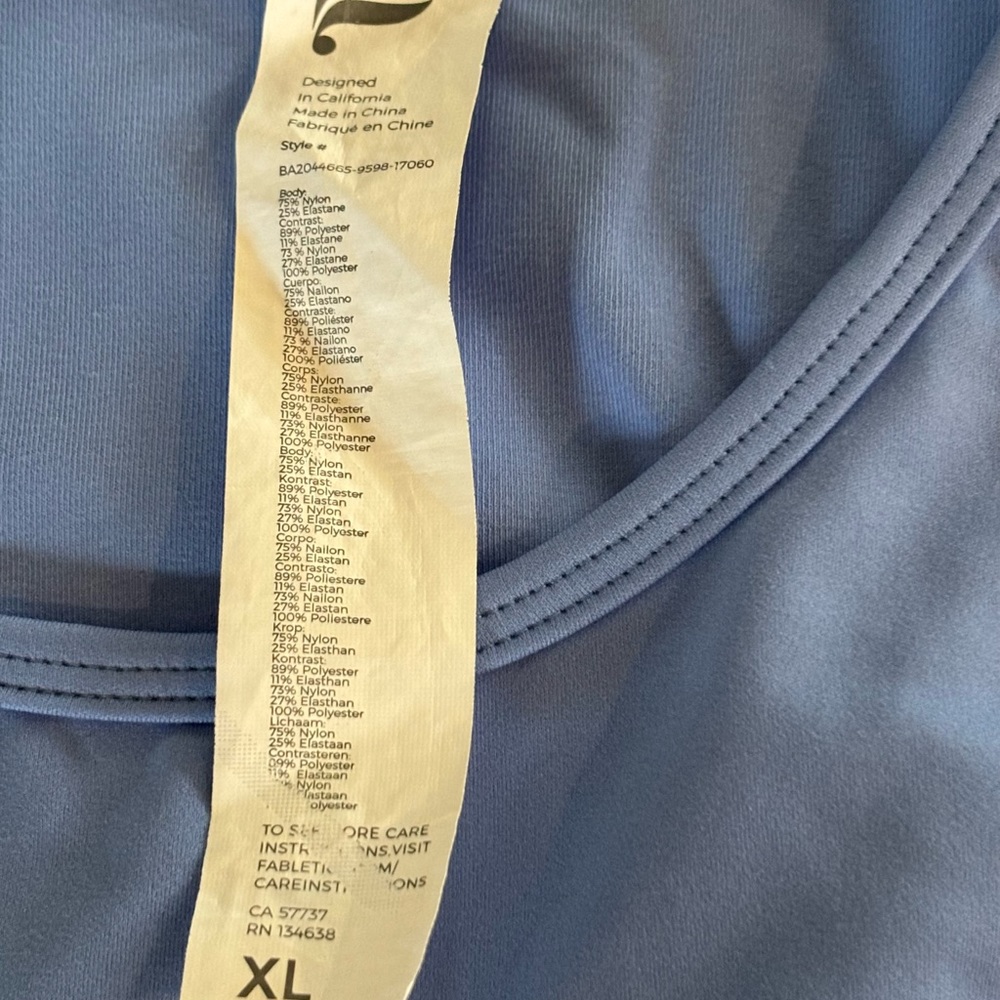 Designed
In California
Made in China
Fabriqué en Chine
Style #
BA2044665-9598-17060
Body:
75% Nylon
25% Elastane
Contrast:
89% Polyester
11% Elastane
73 % Nylon
27% Elastane
100% Polyester
Cuerpo:
75% Nailon
25% Elastano
Contraste:
89% Poliéster
11% Elastano
73 % Nailon
27% Elastano
100% Poliéster
Corps:
75% Nylon
25% Elasthanne
Contraste:
89% Polyester
11% Elasthanne
73% Nylon
27% Elasthanne
100% Polyester
Body:
75% Nylon
25% Elastan
Kontrast:
89% Polyester
11% Elastan
73% Nylon
27% Elastan
100% Polyester
Corpo:
75% Nailon
25% Elastan
Contrasto:
89% Poliestere
11% Elastan
73% Nailon
27% Elastan
100% Poliestere
Krop:
75% Nylon
25% Elasthan
Kontrast:
89% Polyester
11% Elasthan
73% Nylon
27% Elasthan
100% Polyester
Lichaam:
75% Nylon
25% Elastaan
Contrasteren:
89% Polyester
11% Elastaan
Nylon
TO ORE CARE
VISIT
CA 57737
RN 134638
XL